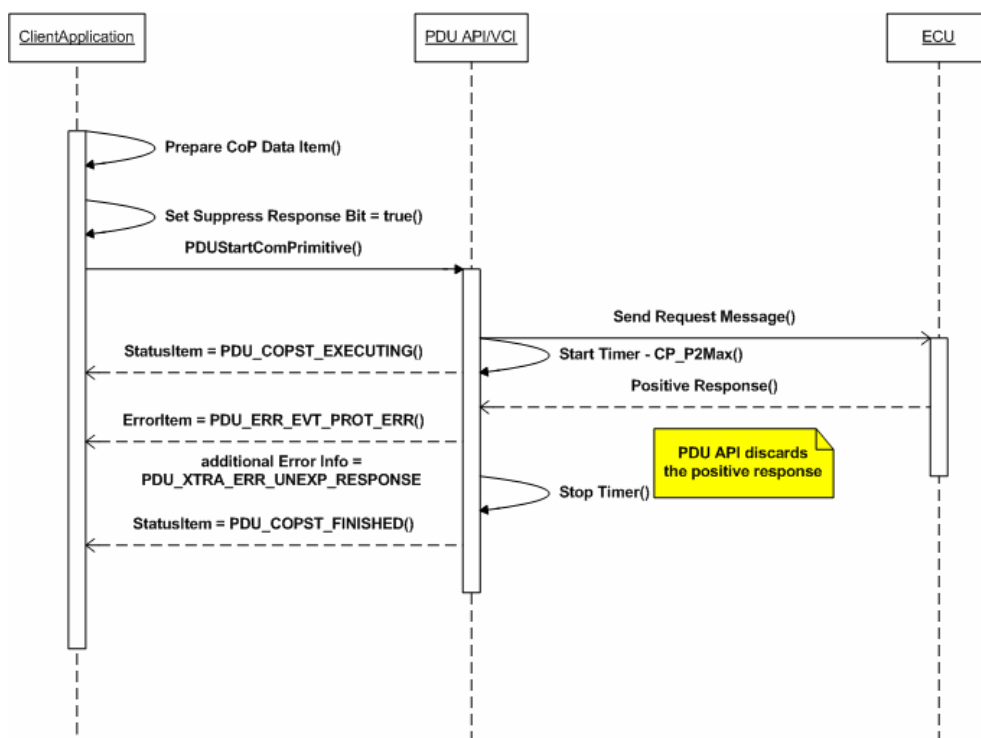 ClientApplication
PDU API/VCI
ECU
Prepare CoP Data Item()
Set Suppress Response Bit = true()
PDUStartComPrimitive()
Send Request Message()
StatusItem = PDU_COPST_EXECUTING()
Start Timer - CP_P2Max()
Positive Response()
ErrorItem = PDU_ERR_EVT_PROT_ERR()
additional Error Info =
PDU_XTRA_ERR_UNEXP_RESPONSE
PDU API discards
the positive response
Stop Timer()
StatusItem = PDU_COPST_FINISHED()